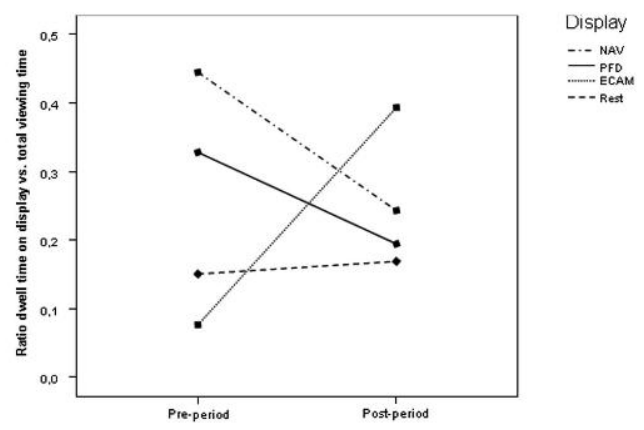 Display
NAV
PFD
ECAM
Rest
Ratio dwell time on display vs. total viewing time
0,5
0,4
0,3
0,2
0,1
0,0
Pre-period
Post-period